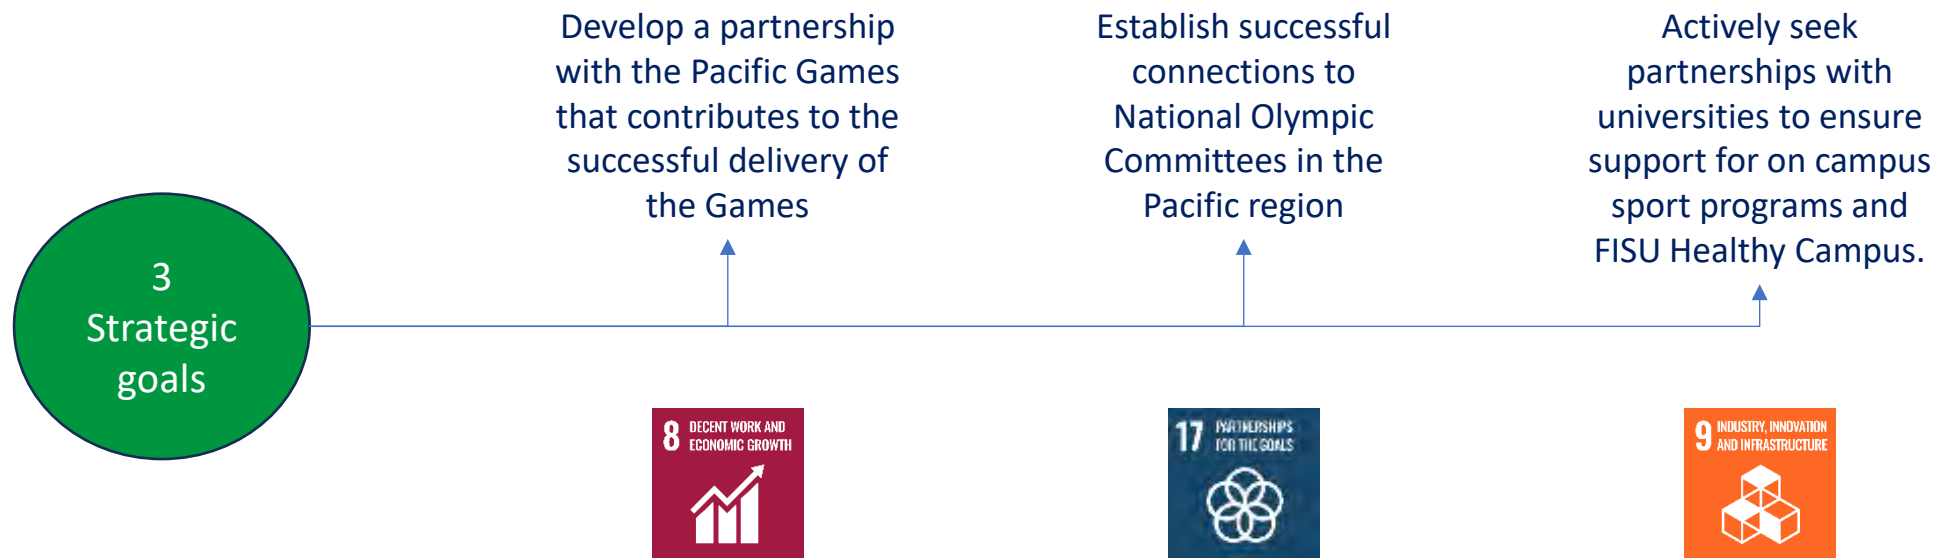 Develop a partnership
with the Pacific Games
that contributes to the
successful delivery of
the Games
Establish successful
connections to
National Olympic
Committees in the
Pacific region
Actively seek
partnerships with
universities to ensure
support for on campus
sport programs and
FISU Healthy Campus.
3
Strategic
goals
8 DECENT WORK AND
ECONOMIC GROWTH
17 PARTNERSHIPS
FOR THE GOALS
9 INDUSTRY, INNOVATION
AND INFRASTRUCTURE